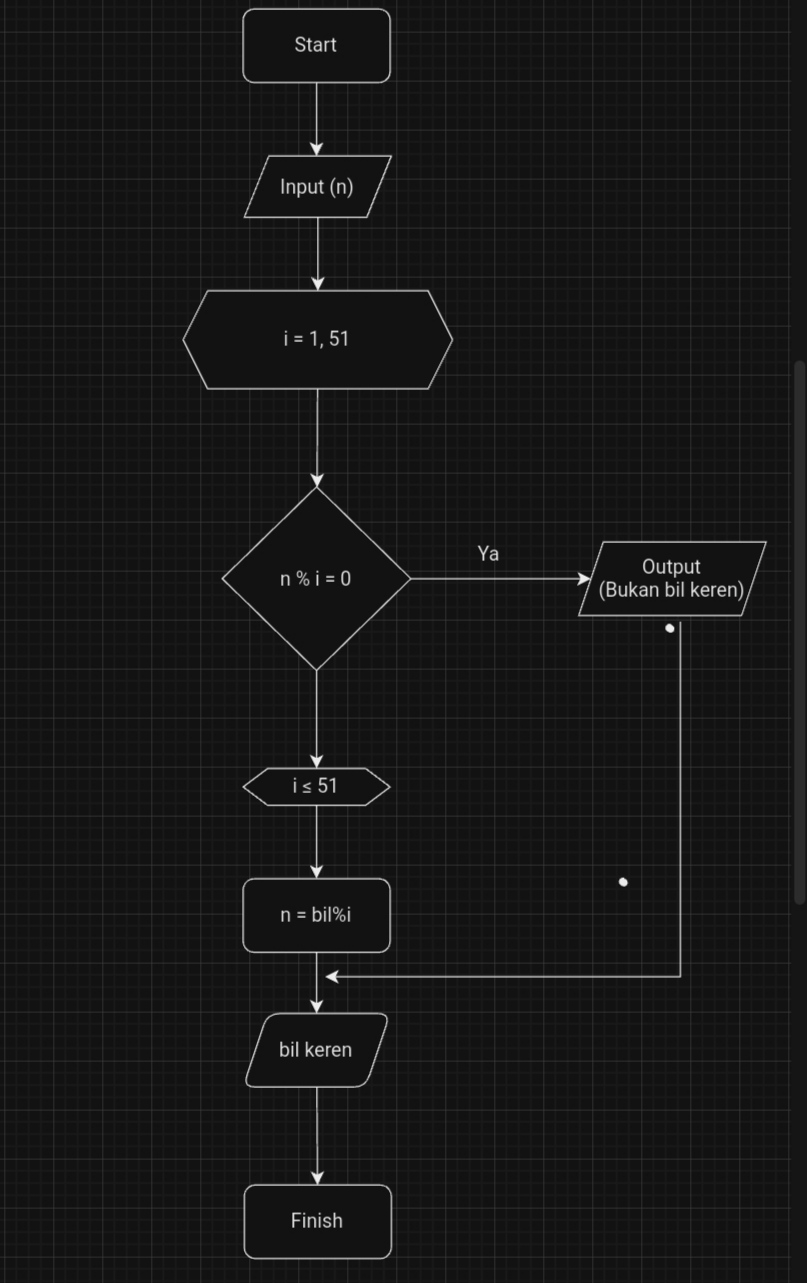 Start
Input (n)
i = 1, 51
n % i = 0
Ya
Output
(Bukan bil keren)
i ≤ 51
n = bil%i
bil keren
Finish